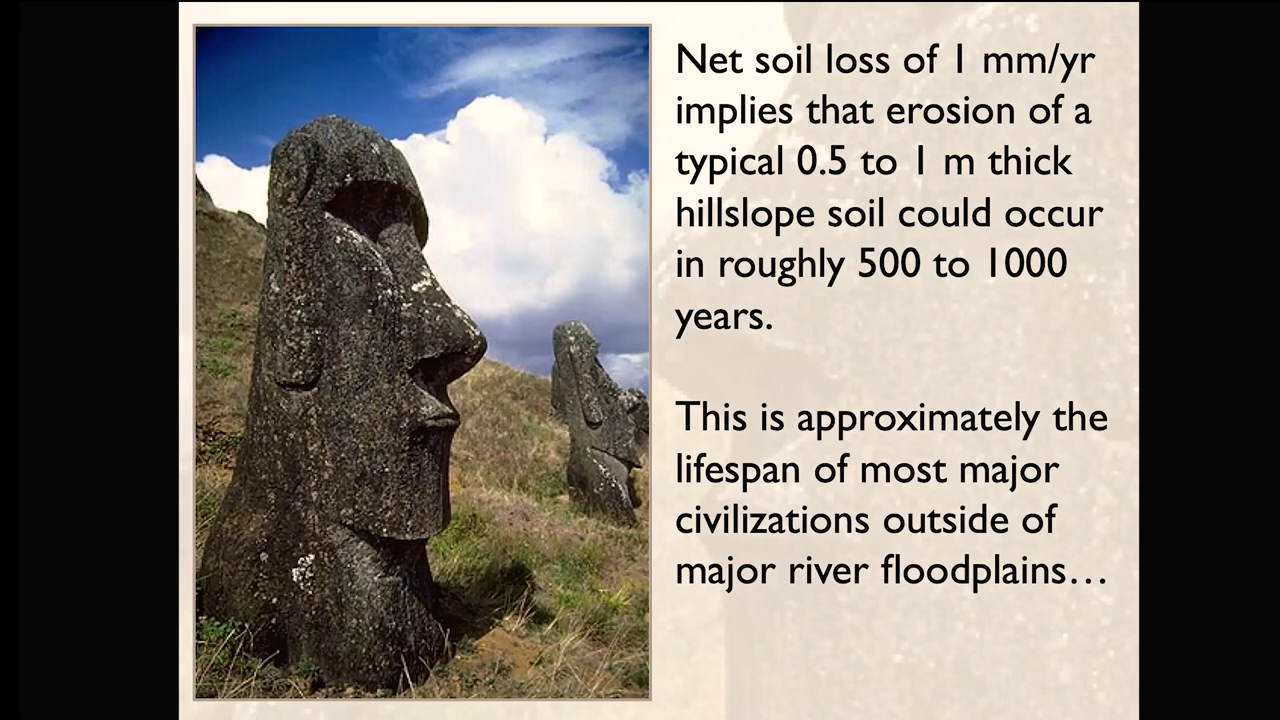 Net soil loss of 1 mm/yr
implies that erosion of a
typical 0.5 to 1 m thick
hillslope soil could occur
in roughly 500 to 1000
years.
This is approximately the
lifespan of most major
civilizations outside of
major river floodplains…